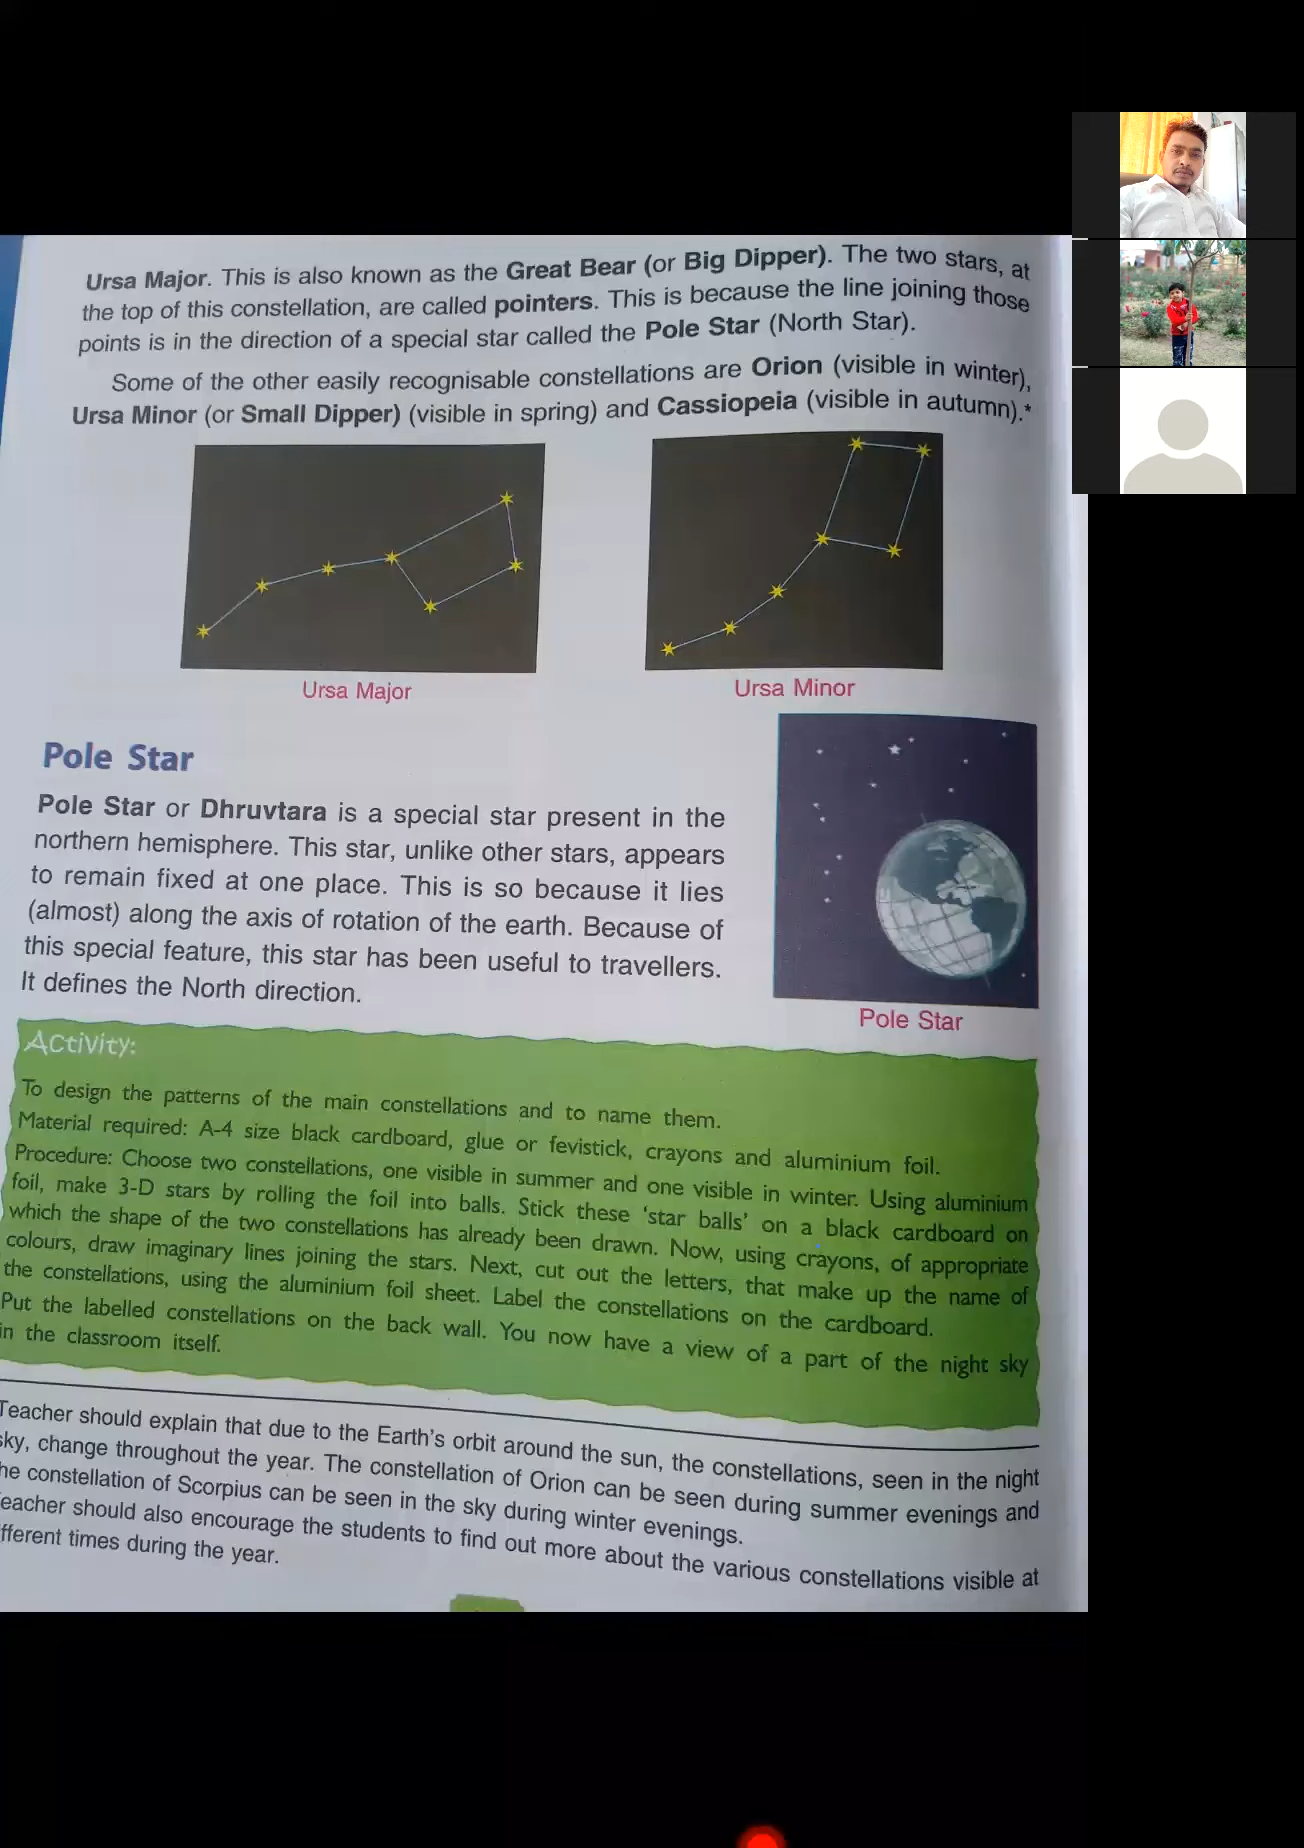 Ursa Major. This is also known as the Great Bear (or Big Dipper). The two stars, at
the top of this constellation, are called pointers. This is because the line joining those
points is in the direction of a special star called the Pole Star (North Star).
Some of the other easily recognisable constellations are Orion (visible in winter),
Ursa Minor (or Small Dipper) (visible in spring) and Cassiopeia (visible in autumn).*
Ursa Major
Ursa Minor
Pole Star
Pole Star or Dhruvtara is a special star present in the
northern hemisphere. This star, unlike other stars, appears
to remain fixed at one place. This is so because it lies
(almost) along the axis of rotation of the earth. Because of
this special feature, this star has been useful to travellers.
It defines the North direction.
Pole Star
Activity:
To design the patterns of the main constellations and to name them.
Material required: A-4 size black cardboard, glue or fevistick, crayons and aluminium foil.
Procedure: Choose two constellations, one visible in summer and one visible in winter. Using aluminium
foil, make 3-D stars by rolling the foil into balls. Stick these 'star balls' on a black cardboard on
which the shape of the two constellations has already been drawn. Now, using crayons, of appropriate
colours, draw imaginary lines joining the stars. Next, cut out the letters, that make up the name of
the constellations, using the aluminium foil sheet. Label the constellations on the cardboard.
Put the labelled constellations on the back wall. You now have a view of a part of the night sky
in the classroom itself.
Teacher should explain that due to the Earth's orbit around the sun, the constellations, seen in the night
sky, change throughout the year. The constellation of Orion can be seen during summer evenings and
he constellation of Scorpius can be seen in the sky during winter evenings.
eacher should also encourage the students to find out more about the various constellations visible at
fferent times during the year.